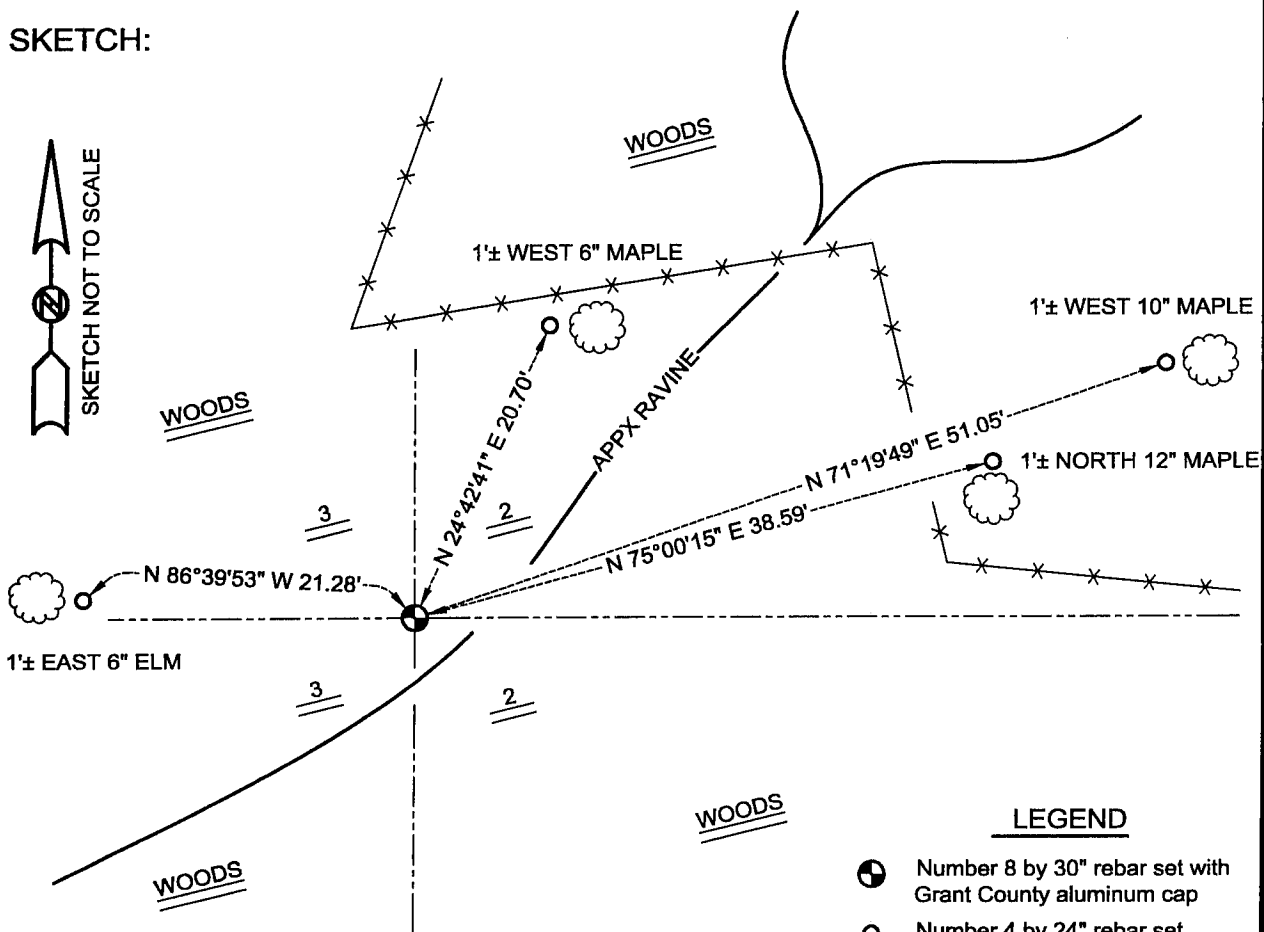 SKETCH:
SKETCH NOT TO SCALE
N
WOODS
1'± WEST 6" MAPLE
1'± WEST 10" MAPLE
WOODS
APPX RAVINE
N 24°42'41" E 20.70'
N 71°19'49" E 51.05'
1'± NORTH 12" MAPLE
N 75°00'15" E 38.59'
3
2
N 86°39'53" W 21.28'
1'± EAST 6" ELM
3
2
WOODS
WOODS
LEGEND
Number 8 by 30" rebar set with
Grant County aluminum cap
Number 4 by 24" rebar set